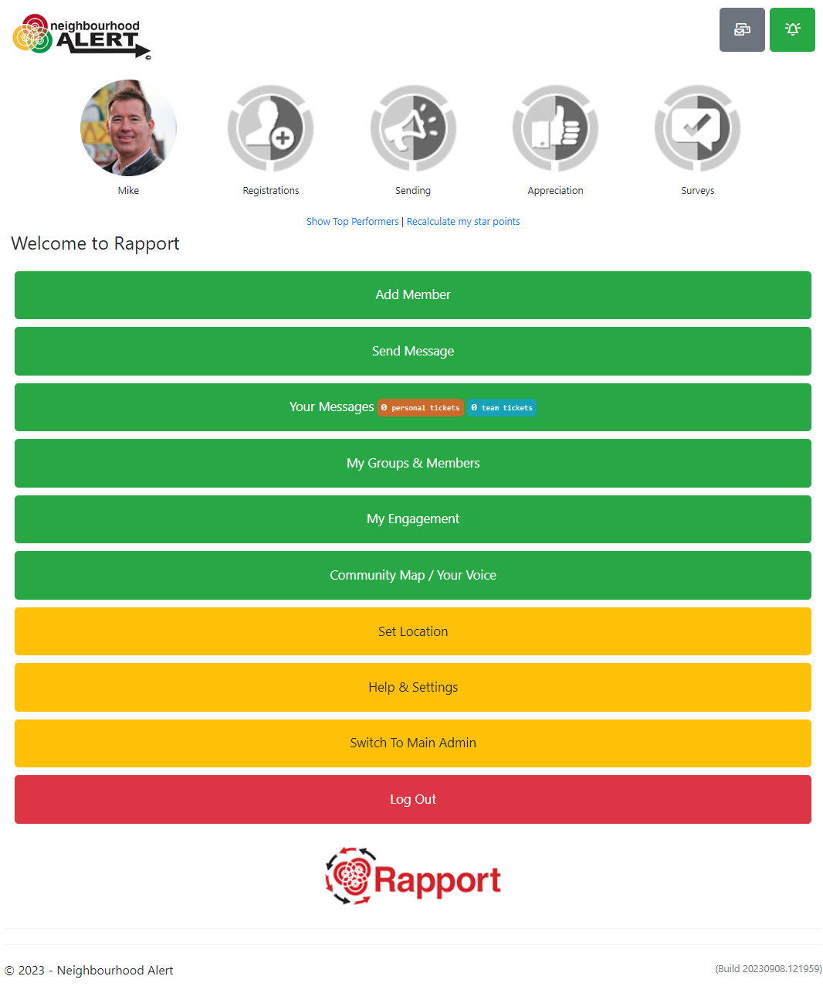 neighbourhood
ALERT
©
Mike
Registrations
Sending
Appreciation
Surveys
Show Top Performers | Recalculate my star points
Welcome to Rapport
Add Member
Send Message
Your Messages 0 personal tickets 0 team tickets
My Groups & Members
My Engagement
Community Map / Your Voice
Set Location
Help & Settings
Switch To Main Admin
Log Out
Rapport
© 2023 - Neighbourhood Alert
(Build 20230908.121959)